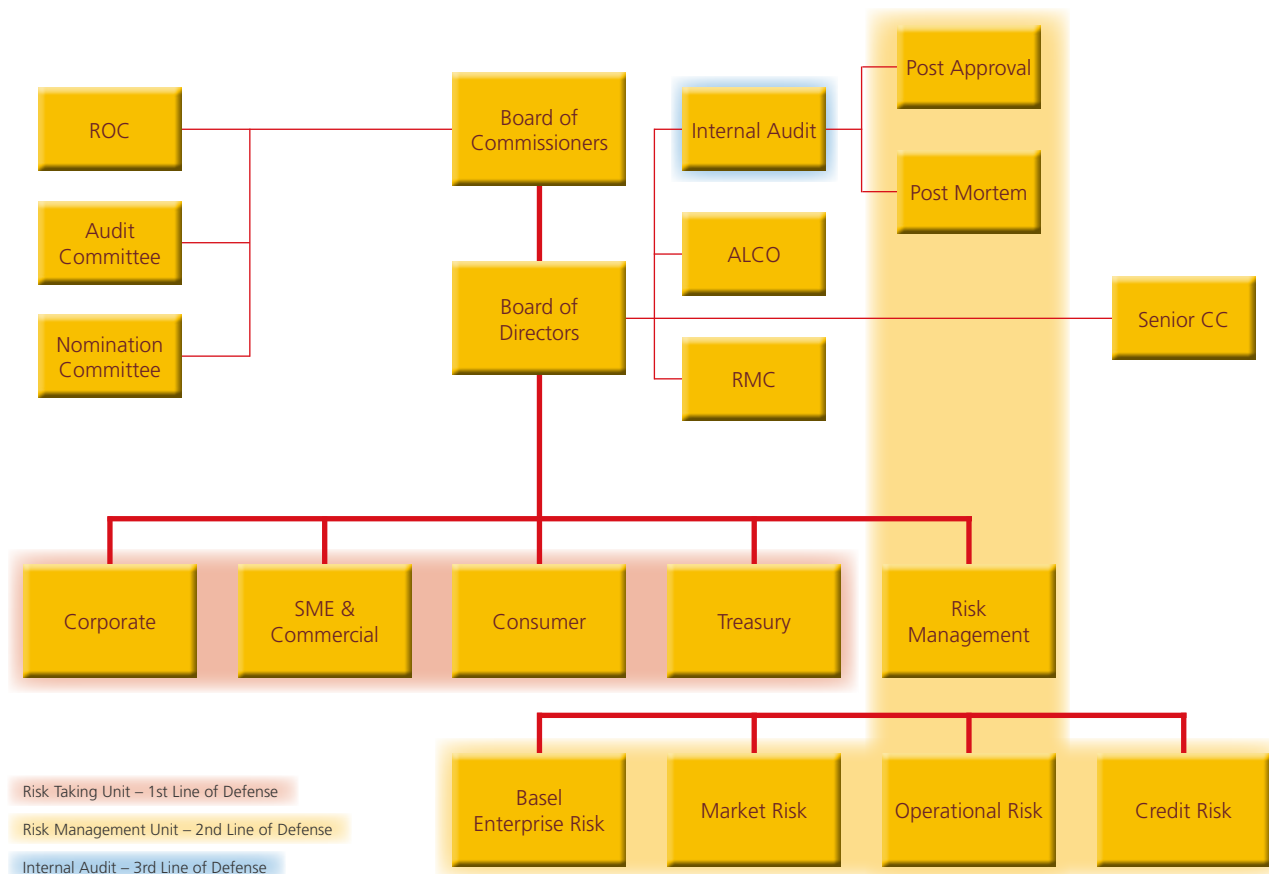 Post Approval
ROC
Board of
Commissioners
Internal Audit
Post Mortem
Audit
Committee
ALCO
Board of
Directors
Senior CC
Nomination
Committee
RMC
Corporate
SME &
Commercial
Consumer
Treasury
Risk
Management
Basel
Enterprise Risk
Market Risk
Operational Risk
Credit Risk
Risk Taking Unit – 1st Line of Defense
Risk Management Unit – 2nd Line of Defense
Internal Audit – 3rd Line of Defense